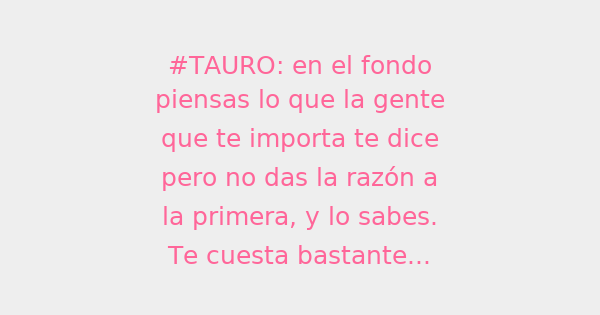 #TAURO: en el fondo
piensas lo que la gente
que te importa te dice
pero no das la razón a
la primera, y lo sabes.
Te cuesta bastante...